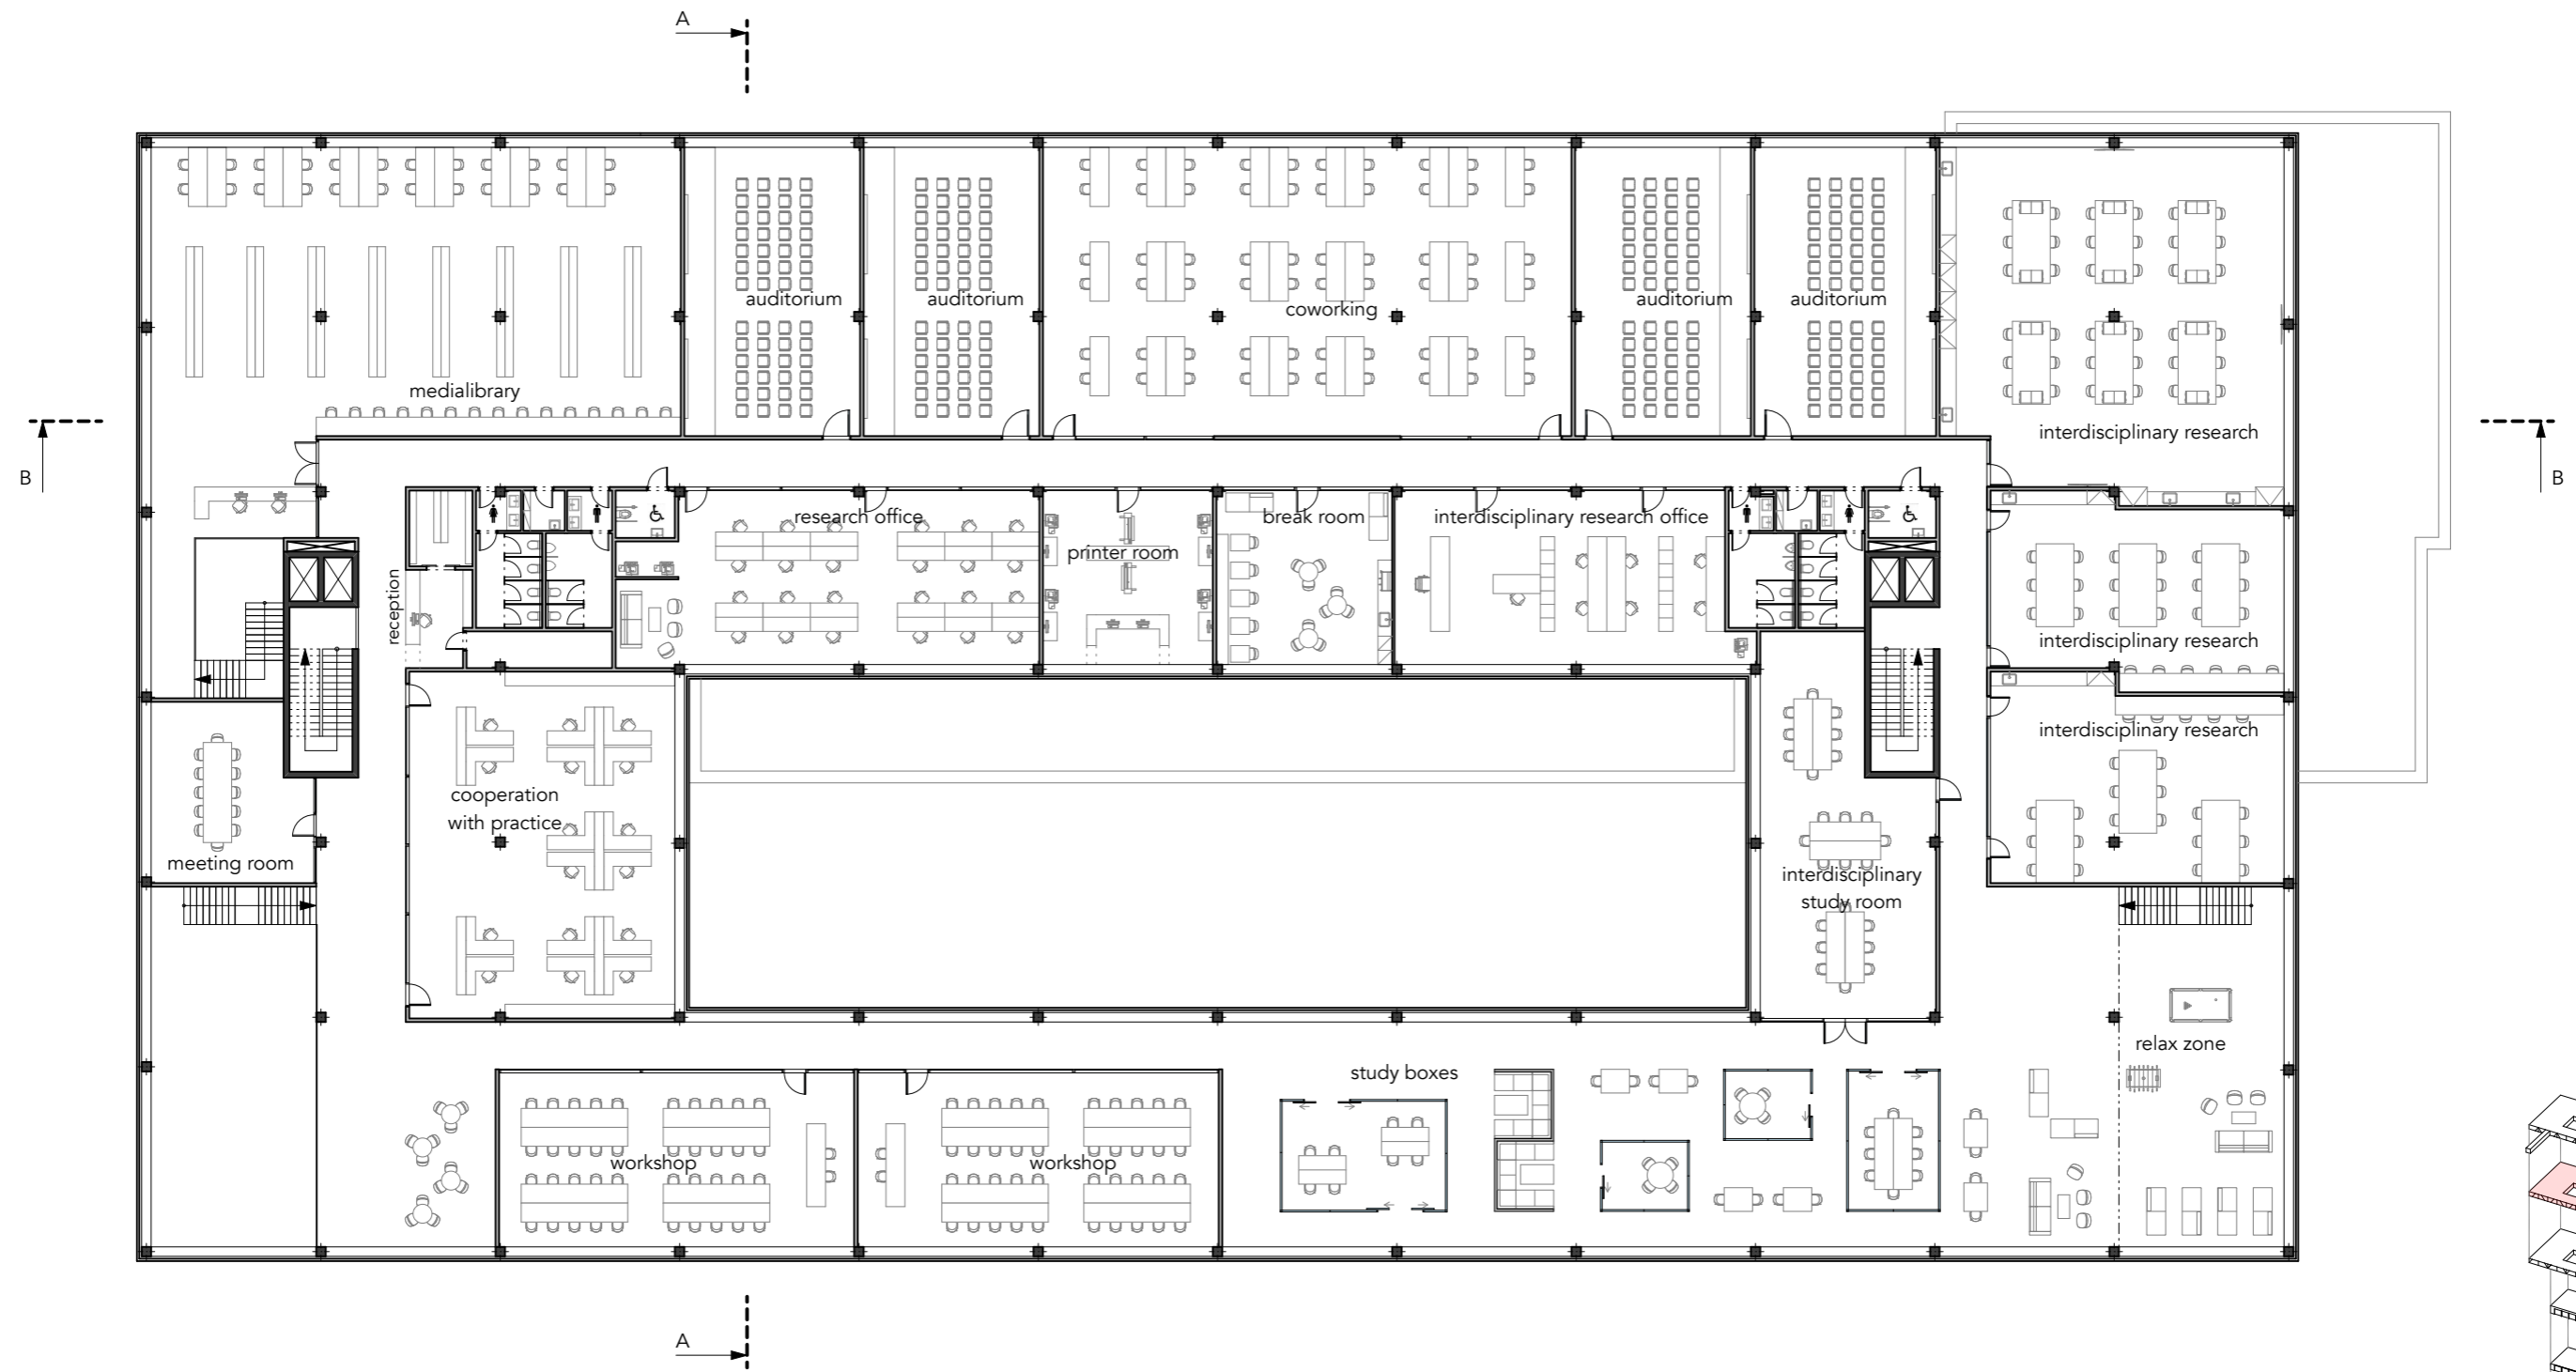 A
auditorium
auditorium
coworking
auditorium
auditorium
medialibrary
interdisciplinary research
B
B
research office
break room
interdisciplinary research office
printer room
reception
interdisciplinary research
interdisciplinary research
cooperation
with practice
meeting room
interdisciplinary
study room
relax zone
study boxes
workshop
workshop
A